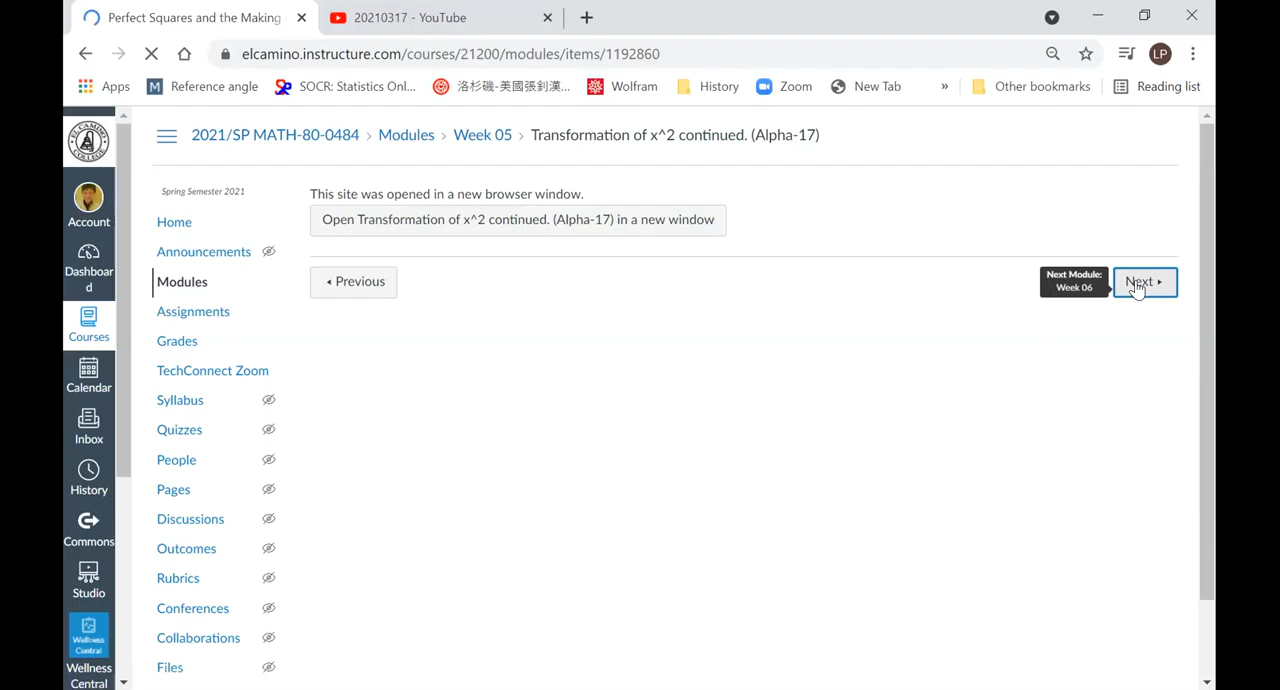 Perfect Squares and the Making
20210317 - YouTube
elcamino.instructure.com/courses/21200/modules/items/1192860
LP
Apps
M Reference angle
SOCR: Statistics Onl...
洛杉磯-美國張釗漢...
Wolfram
History
Zoom
New Tab
»
Other bookmarks
Reading list
2021/SP MATH-80-0484 › Modules › Week 05 › Transformation of x^2 continued. (Alpha-17)
Account
Dashboar
d
Courses
Calendar
Inbox
History
Commons
Studio
Wellness
Central
Wellness
Central
Spring Semester 2021
Home
Announcements
Modules
Assignments
Grades
TechConnect Zoom
Syllabus
Quizzes
People
Pages
Discussions
Outcomes
Rubrics
Conferences
Collaborations
Files
This site was opened in a new browser window.
Open Transformation of x^2 continued. (Alpha-17) in a new window
Previous
Next Module:
Week 06
Next